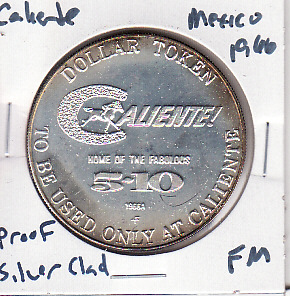 Caliente
Mexico
1966
DOLLAR TOKEN
CALIENTE!
HOME OF THE FABULOUS
5-10
1966A
F
TO BE USED ONLY AT CALIENTE
Proof
Silver Clad
FM